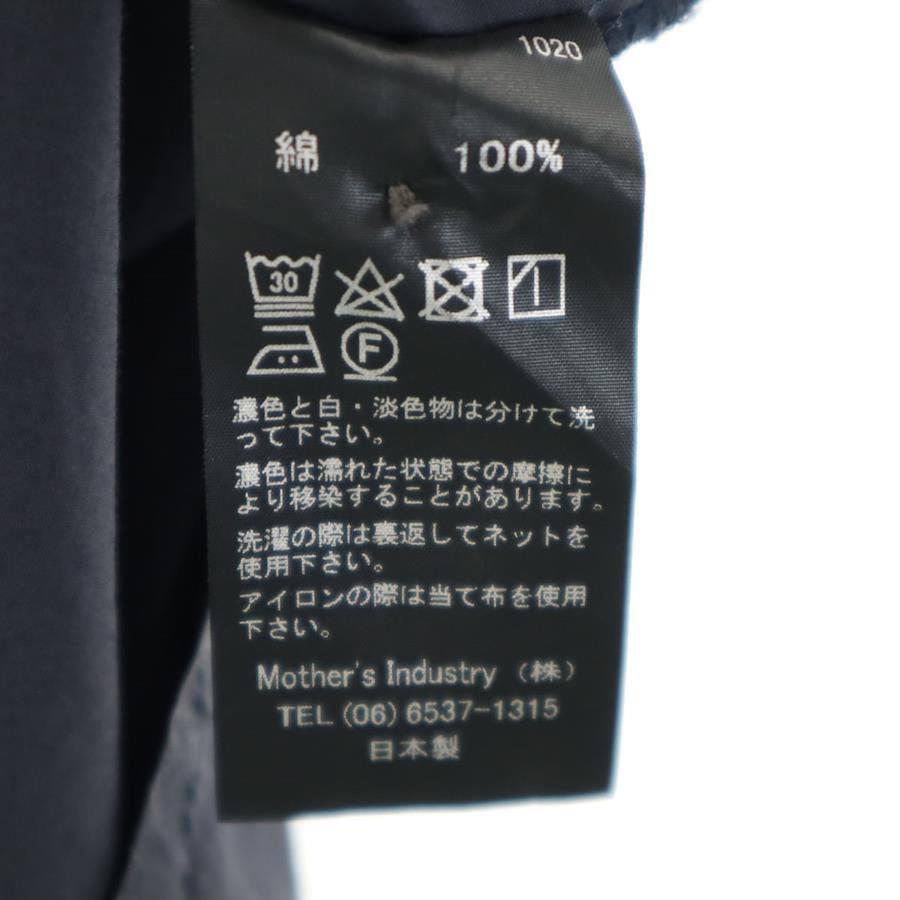 1020
綿 100%
30
F
濃色と白・淡色物は分けて洗
って下さい。
濃色は濡れた状態での摩擦に
より移染することがあります。
洗濯の際は裏返してネットを
使用下さい。
アイロンの際は当て布を使用
下さい。
Mother's Industry (株)
TEL (06) 6537-1315
日本製